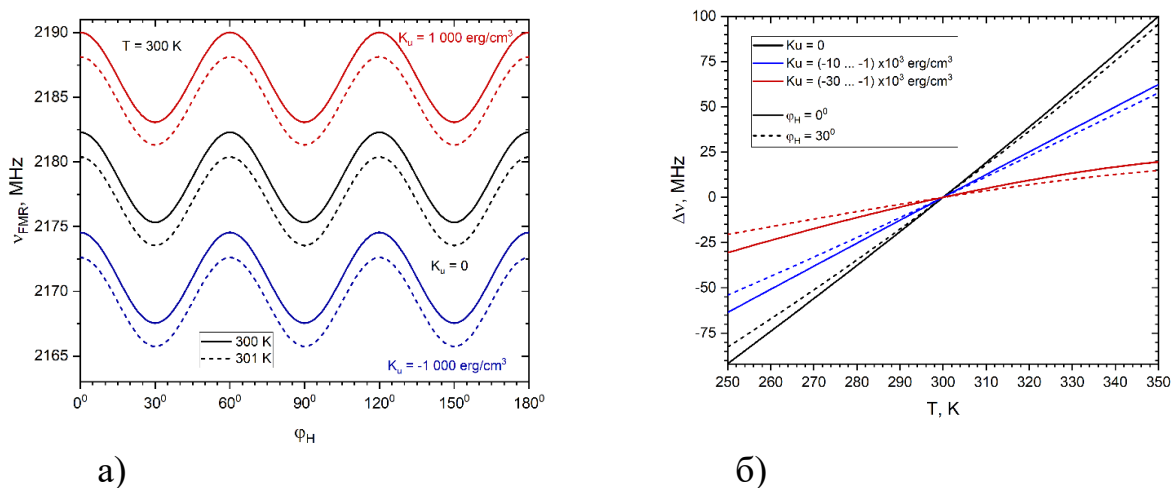 2190
2185
2180
2175
2170
2165
ν_FMR, MHz
T = 300 K
K_u = 1 000 erg/cm³
K_u = 0
300 K
301 K
K_u = -1 000 erg/cm³
0⁰ 30⁰ 60⁰ 90⁰ 120⁰ 150⁰ 180⁰
φ_H
а)
100
75
50
25
0
-25
-50
-75
Δν, MHz
Ku = 0
Ku = (-10 ... -1) x10³ erg/cm³
Ku = (-30 ... -1) x10³ erg/cm³
φ_H = 0⁰
φ_H = 30⁰
250 260 270 280 290 300 310 320 330 340 350
T, K
б)